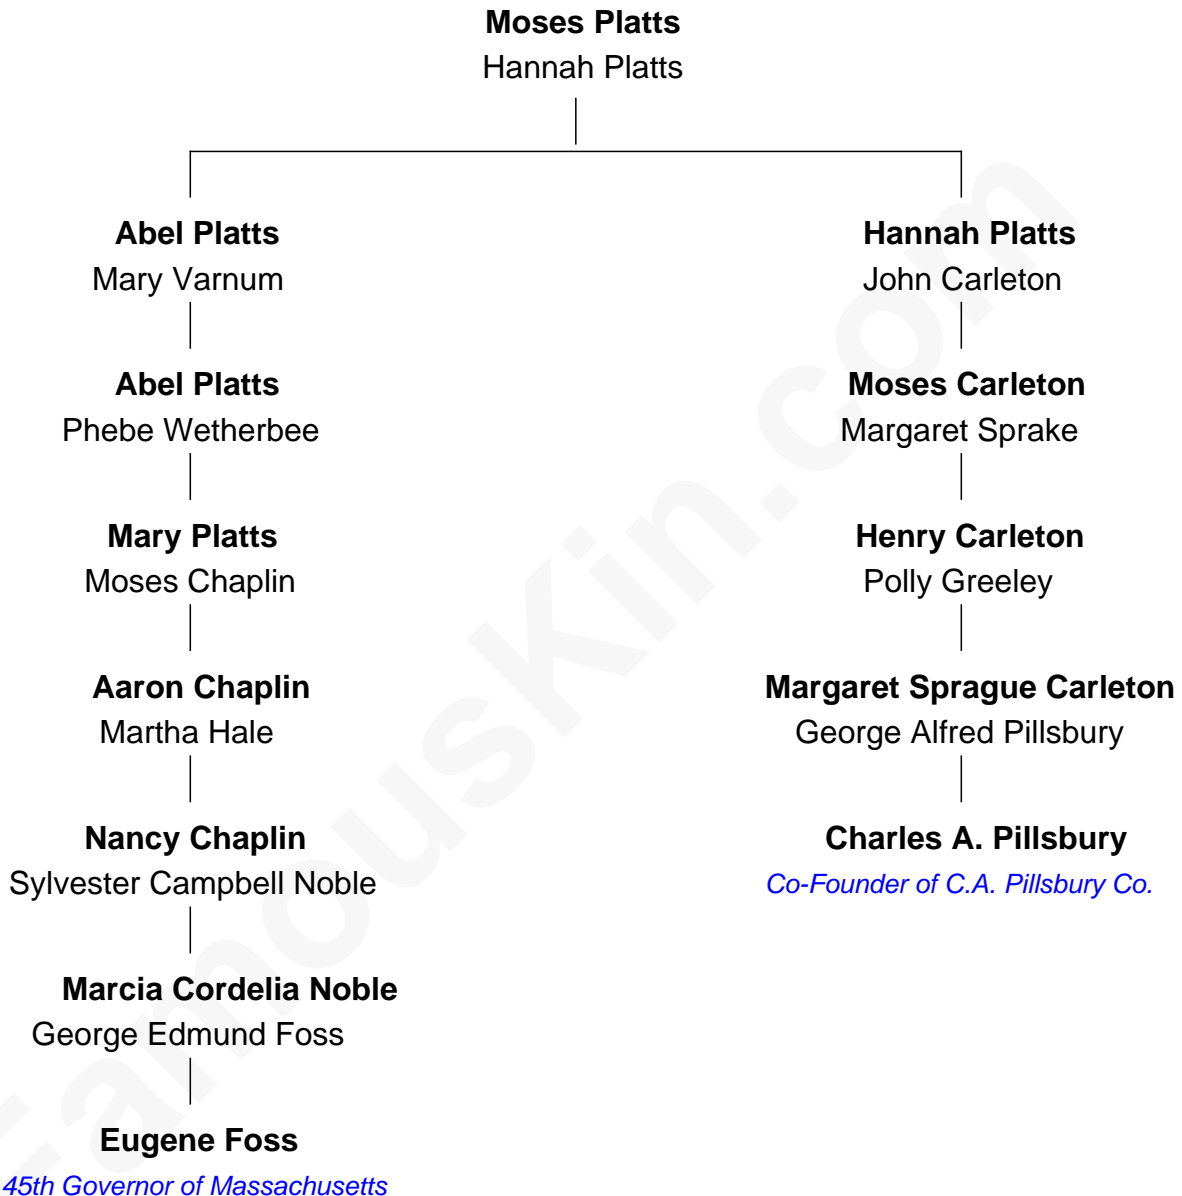 Moses Platts
Hannah Platts
Abel Platts
Mary Varnum
Hannah Platts
John Carleton
Abel Platts
Phebe Wetherbee
Moses Carleton
Margaret Sprake
Mary Platts
Moses Chaplin
Henry Carleton
Polly Greeley
Aaron Chaplin
Martha Hale
Margaret Sprague Carleton
George Alfred Pillsbury
Nancy Chaplin
Sylvester Campbell Noble
Charles A. Pillsbury
Co-Founder of C.A. Pillsbury Co.
Marcia Cordelia Noble
George Edmund Foss
Eugene Foss
45th Governor of Massachusetts
FamousKin.com